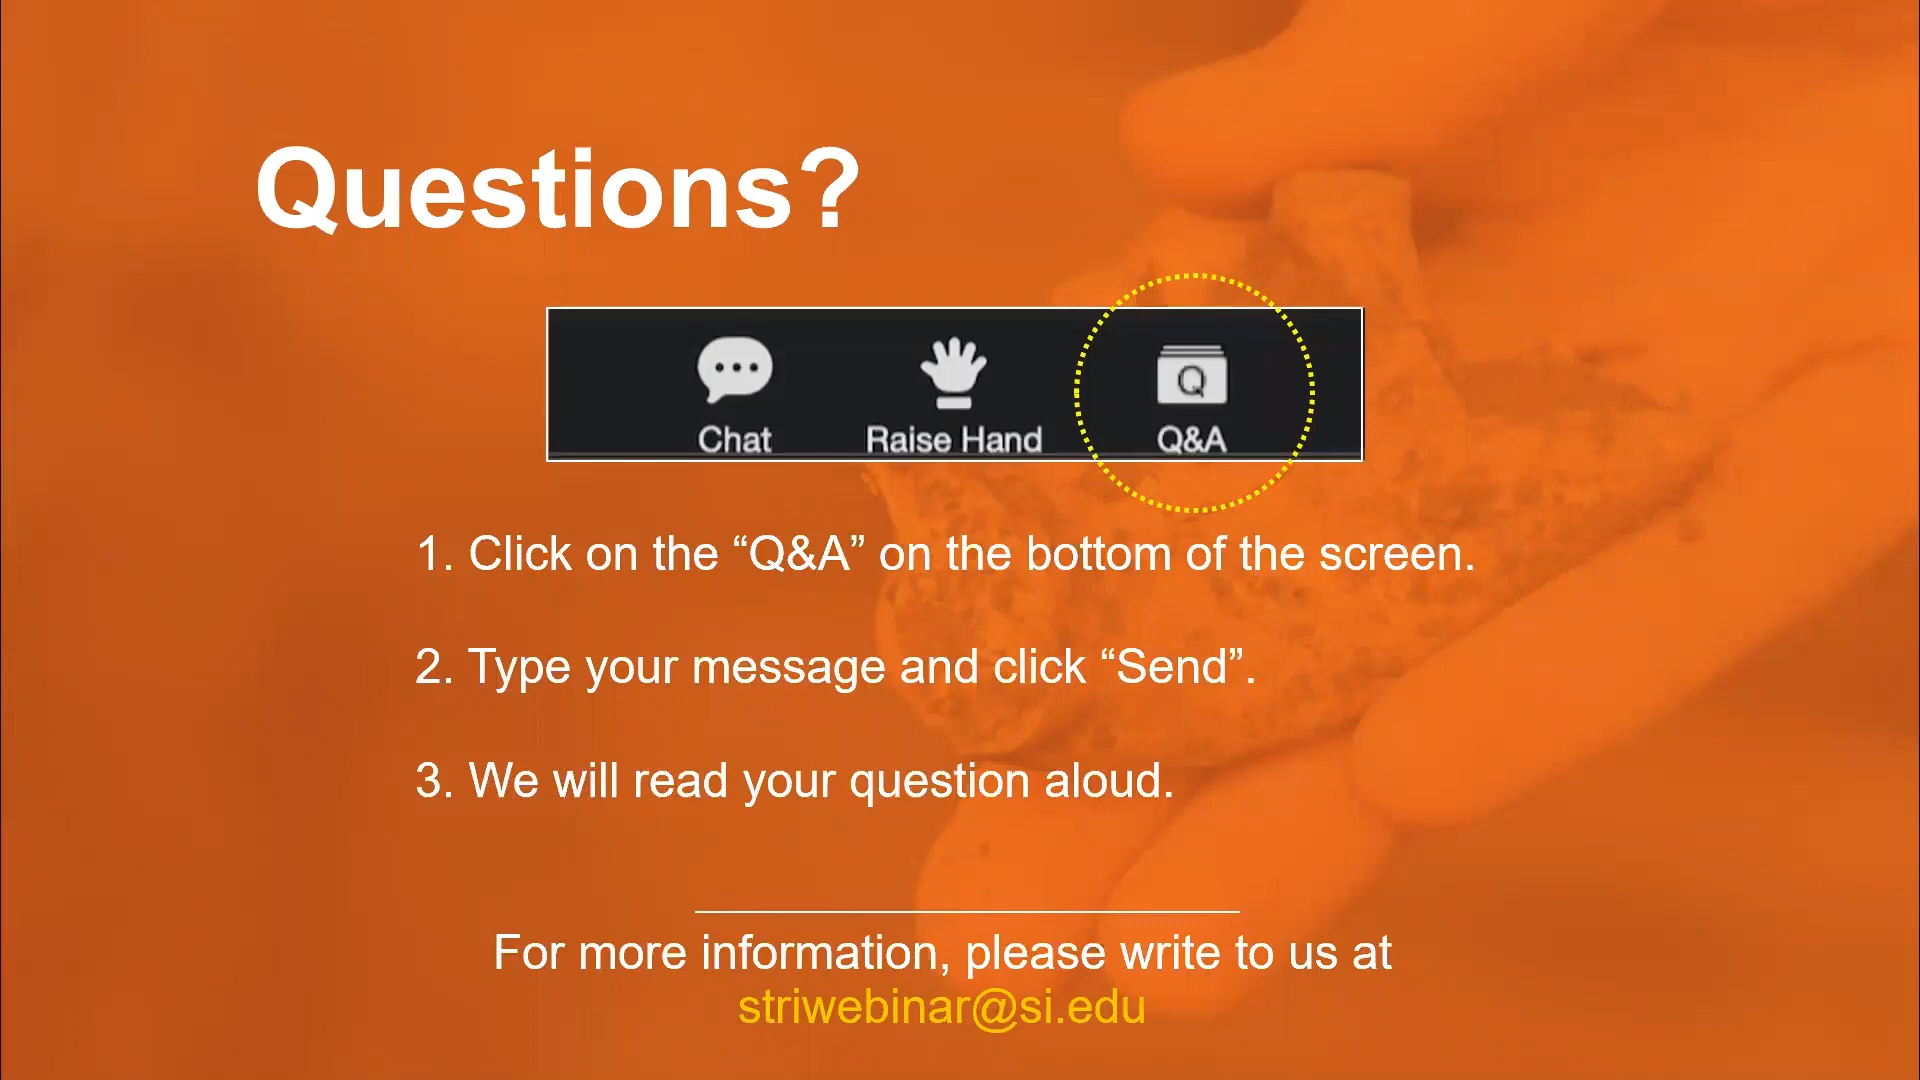 Questions?
Chat
Raise Hand
Q
Q&A
1. Click on the “Q&A” on the bottom of the screen.
2. Type your message and click “Send”.
3. We will read your question aloud.
For more information, please write to us at
striwebinar@si.edu